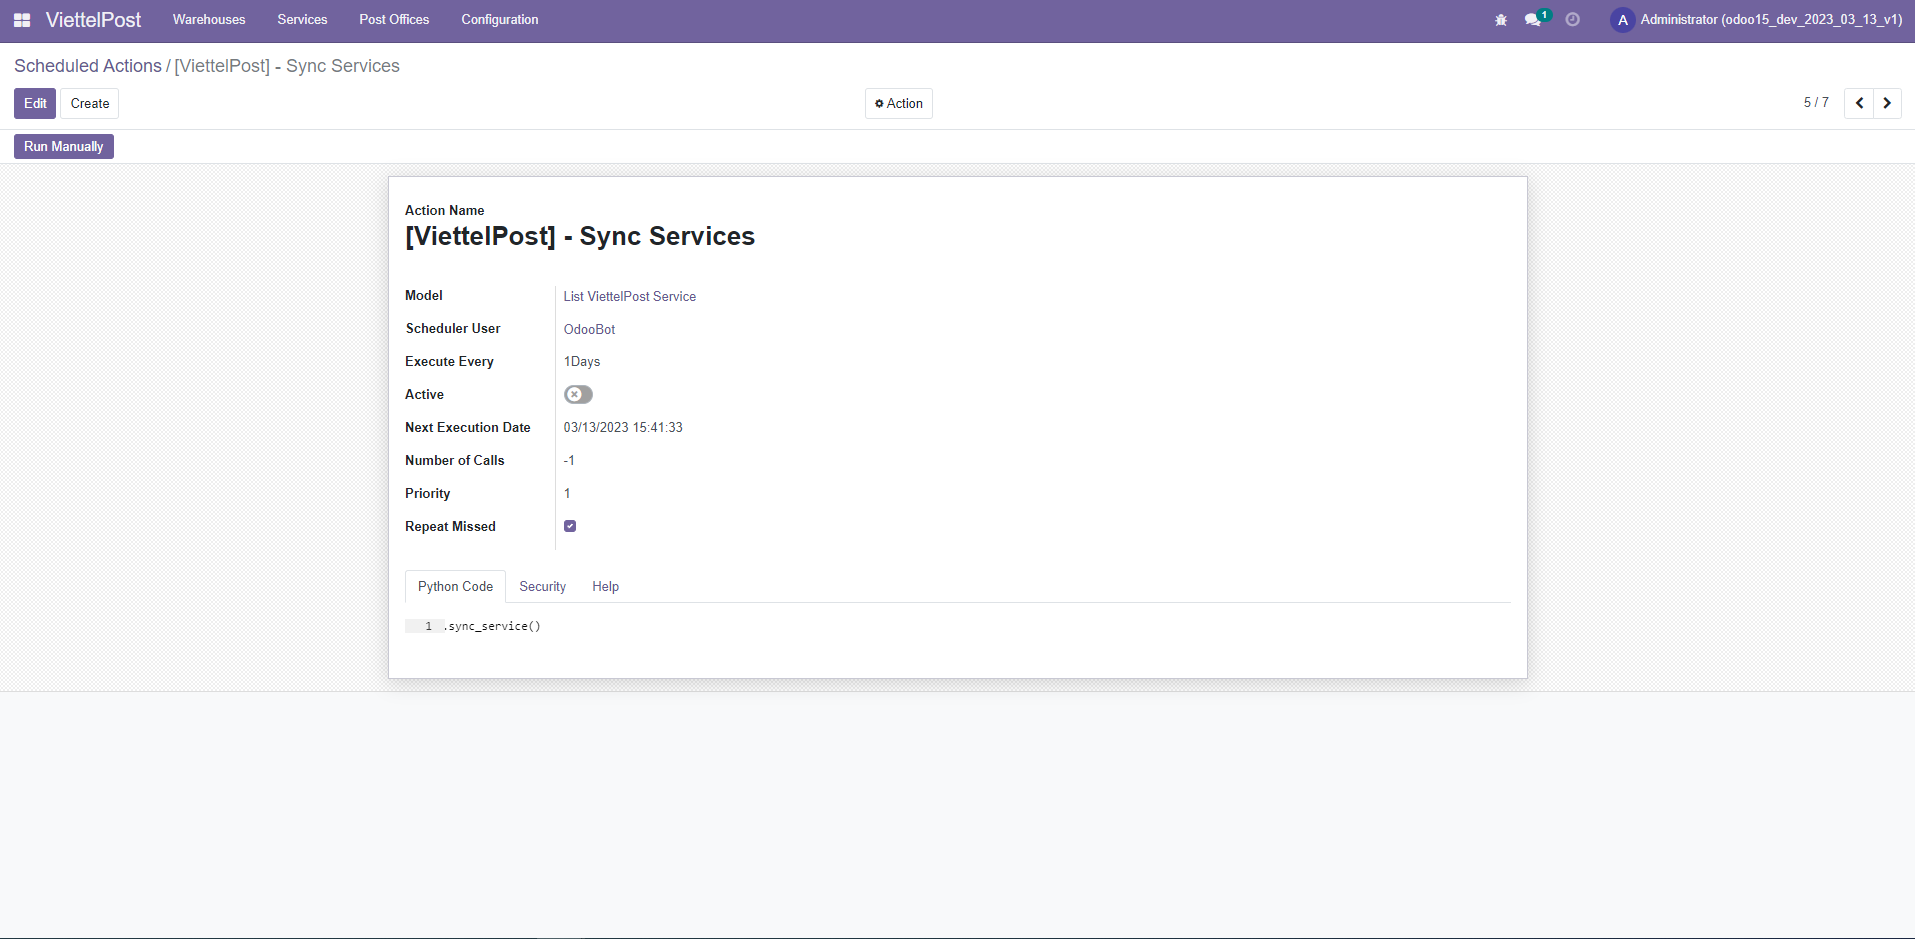 ViettelPost Warehouses Services Post Offices Configuration 1 A Administrator (odoo15_dev_2023_03_13_v1)
Scheduled Actions / [ViettelPost] - Sync Services
Edit Create Action 5 / 7
Run Manually
Action Name
[ViettelPost] - Sync Services
Model List ViettelPost Service
Scheduler User OdooBot
Execute Every 1Days
Active
Next Execution Date 03/13/2023 15:41:33
Number of Calls -1
Priority 1
Repeat Missed
Python Code Security Help
1 .sync_service()